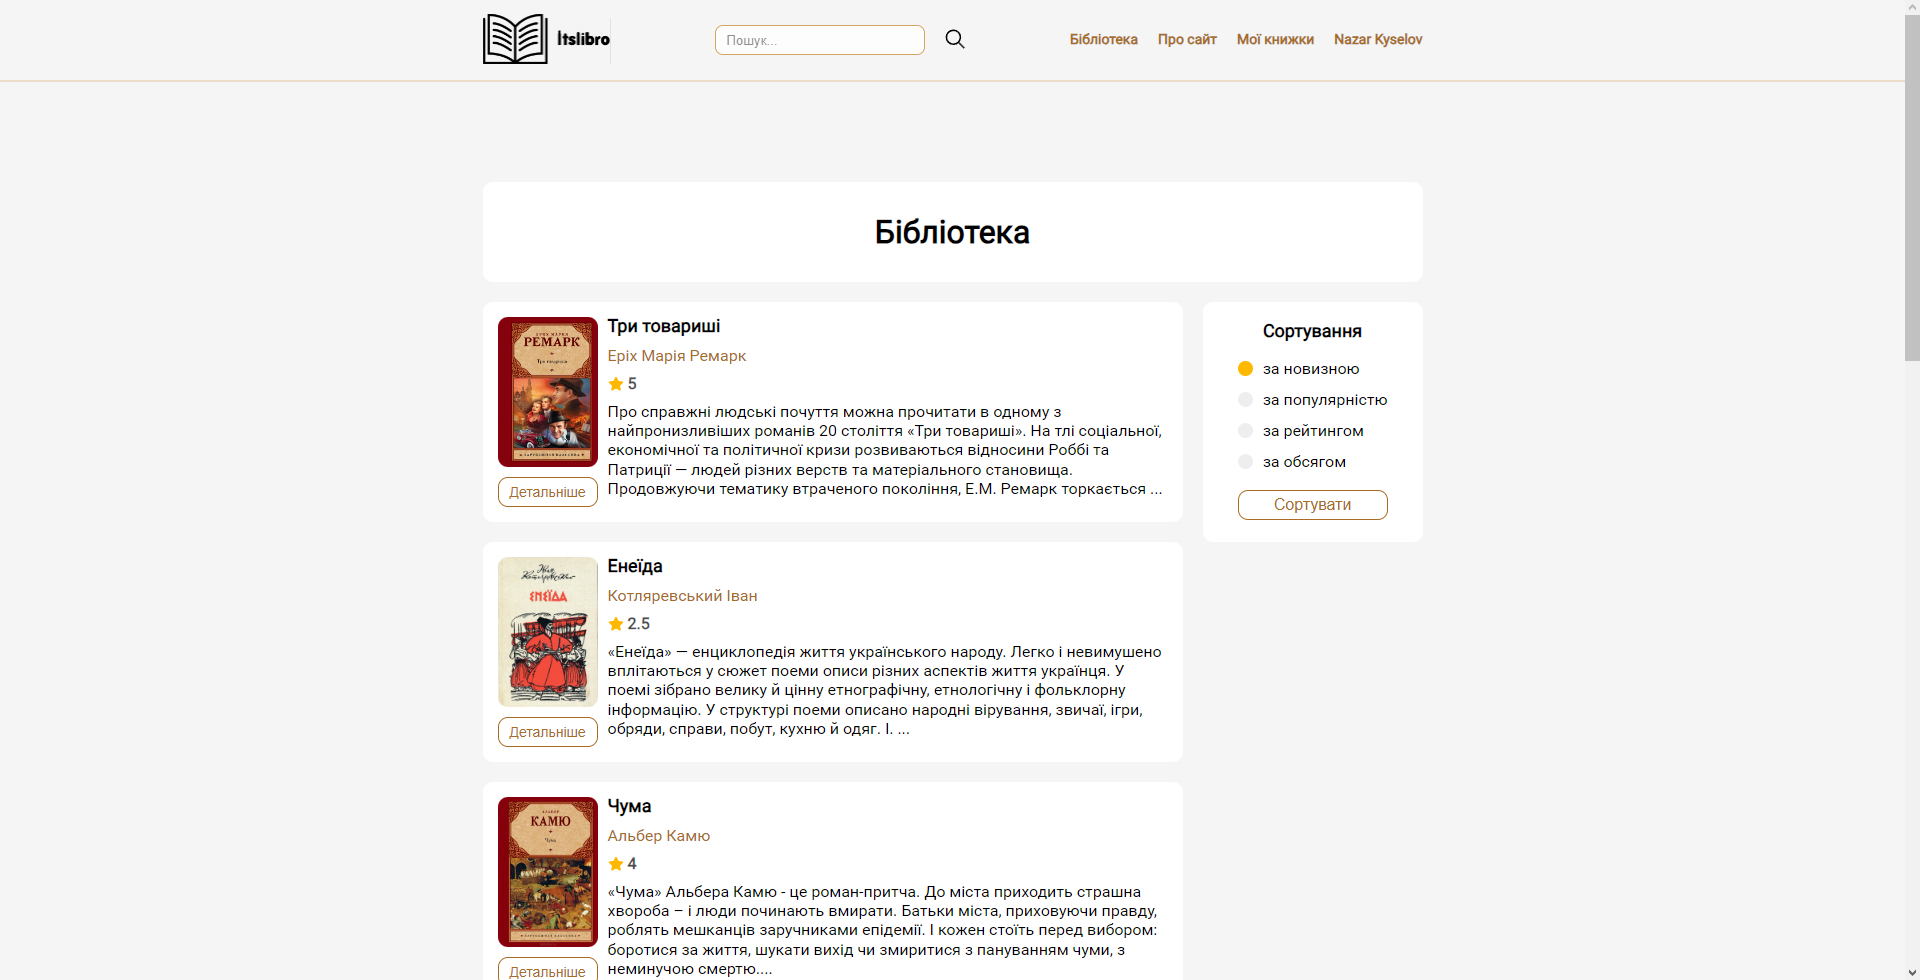 Itslibro
Пошук...
Бібліотека
Про сайт
Мої книжки
Nazar Kyselov
Бібліотека
РЕМАРК
Три товариші
Еріх Марія Ремарк
5
Про справжні людські почуття можна прочитати в одному з
найпронизливіших романів 20 століття «Три товариші». На тлі соціальної,
економічної та політичної кризи розвиваються відносини Роббі та
Патриції — людей різних верств та матеріального становища.
Продовжуючи тематику втраченого покоління, Е.М. Ремарк торкається ...
Детальніше
Сортування
за новизною
за популярністю
за рейтингом
за обсягом
Сортувати
ЕНЕЇДА
Енеїда
Котляревський Іван
2.5
«Енеїда» — енциклопедія життя українського народу. Легко і невимушено
вплітаються у сюжет поеми описи різних аспектів життя українця. У
поемі зібрано велику й цінну етнографічну, етнологічну і фольклорну
інформацію. У структурі поеми описано народні вірування, звичаї, ігри,
обряди, справи, побут, кухню й одяг. І. ...
Детальніше
АЛЬБЕР
КАМЮ
Чума
Чума
Альбер Камю
4
«Чума» Альбера Камю - це роман-притча. До міста приходить страшна
хвороба – і люди починають вмирати. Батьки міста, приховуючи правду,
роблять мешканців заручниками епідемії. І кожен стоїть перед вибором:
боротися за життя, шукати вихід чи змиритися з пануванням чуми, з
неминучою смертю....
Детальніше